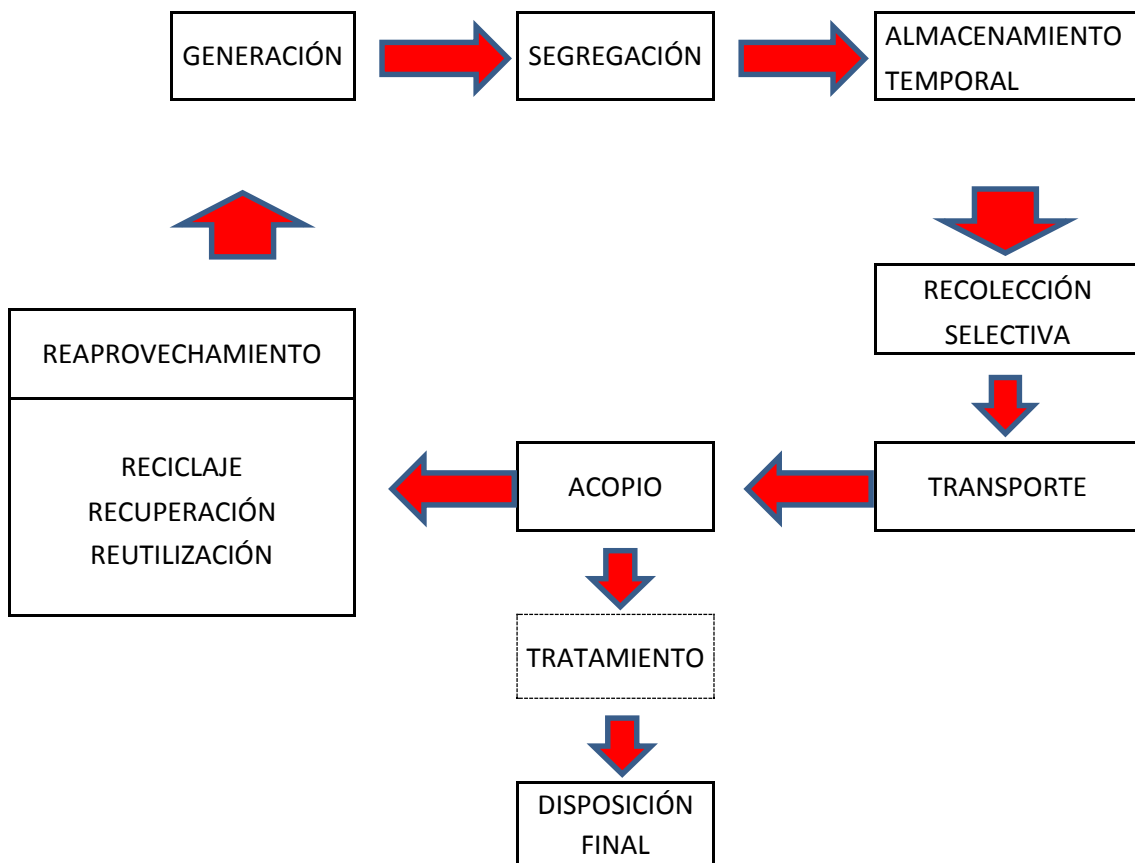 GENERACIÓN
SEGREGACIÓN
ALMACENAMIENTO
TEMPORAL
RECOLECCIÓN
SELECTIVA
REAPROVECHAMIENTO
RECICLAJE
RECUPERACIÓN
REUTILIZACIÓN
ACOPIO
TRANSPORTE
TRATAMIENTO
DISPOSICIÓN
FINAL